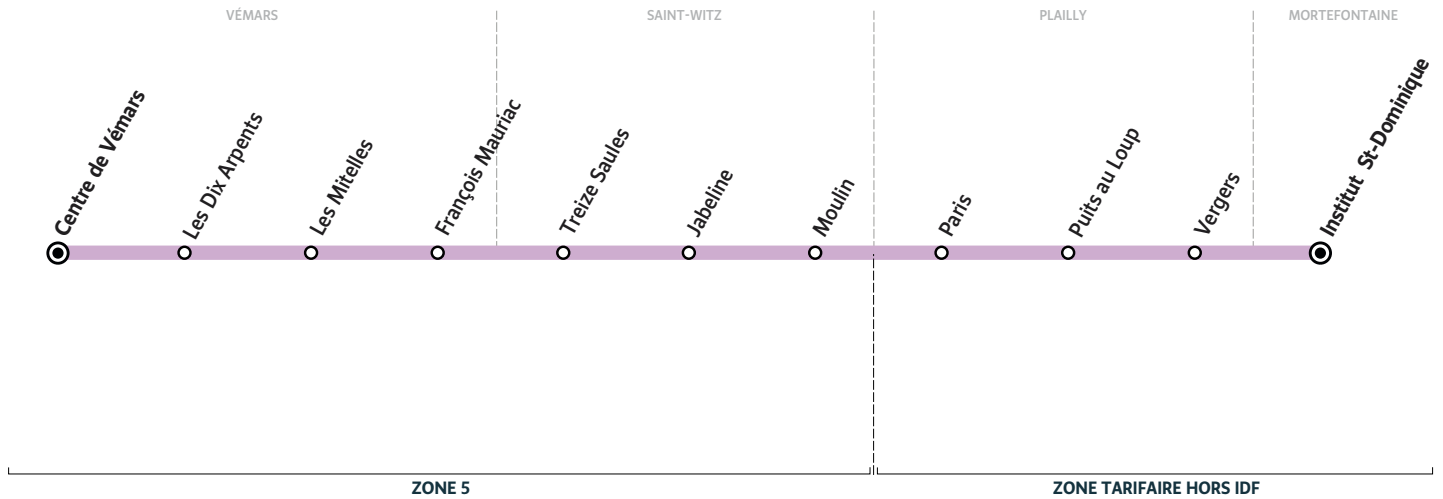 VÉMARS
SAINT-WITZ
PLAILLY
MORTEFONTAINE
Centre de Vémars
Les Dix Arpents
Les Mitelles
François Mauriac
Treize Saules
Jabeline
Moulin
Paris
Puits au Loup
Vergers
Institut St-Dominique
ZONE 5
ZONE TARIFAIRE HORS IDF